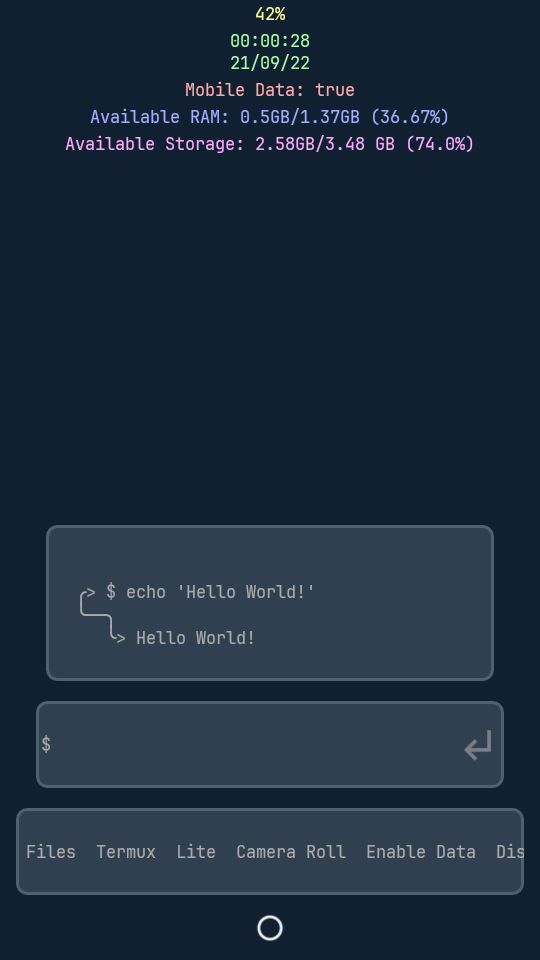 42%
00:00:28
21/09/22
Mobile Data: true
Available RAM: 0.5GB/1.37GB (36.67%)
Available Storage: 2.58GB/3.48 GB (74.0%)
> $ echo 'Hello World!'
> Hello World!
$
Files Termux Lite Camera Roll Enable Data Dis